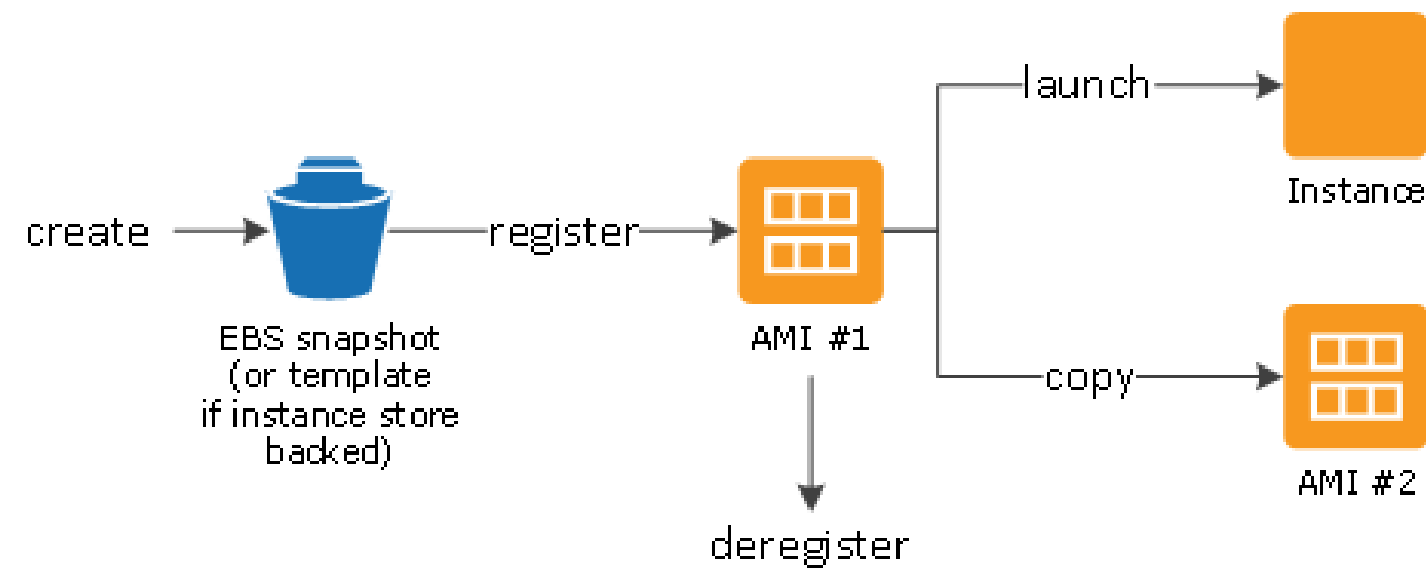 create
EBS snapshot
(or template
if instance store
backed)
register
AMI #1
deregister
launch
Instance
copy
AMI #2